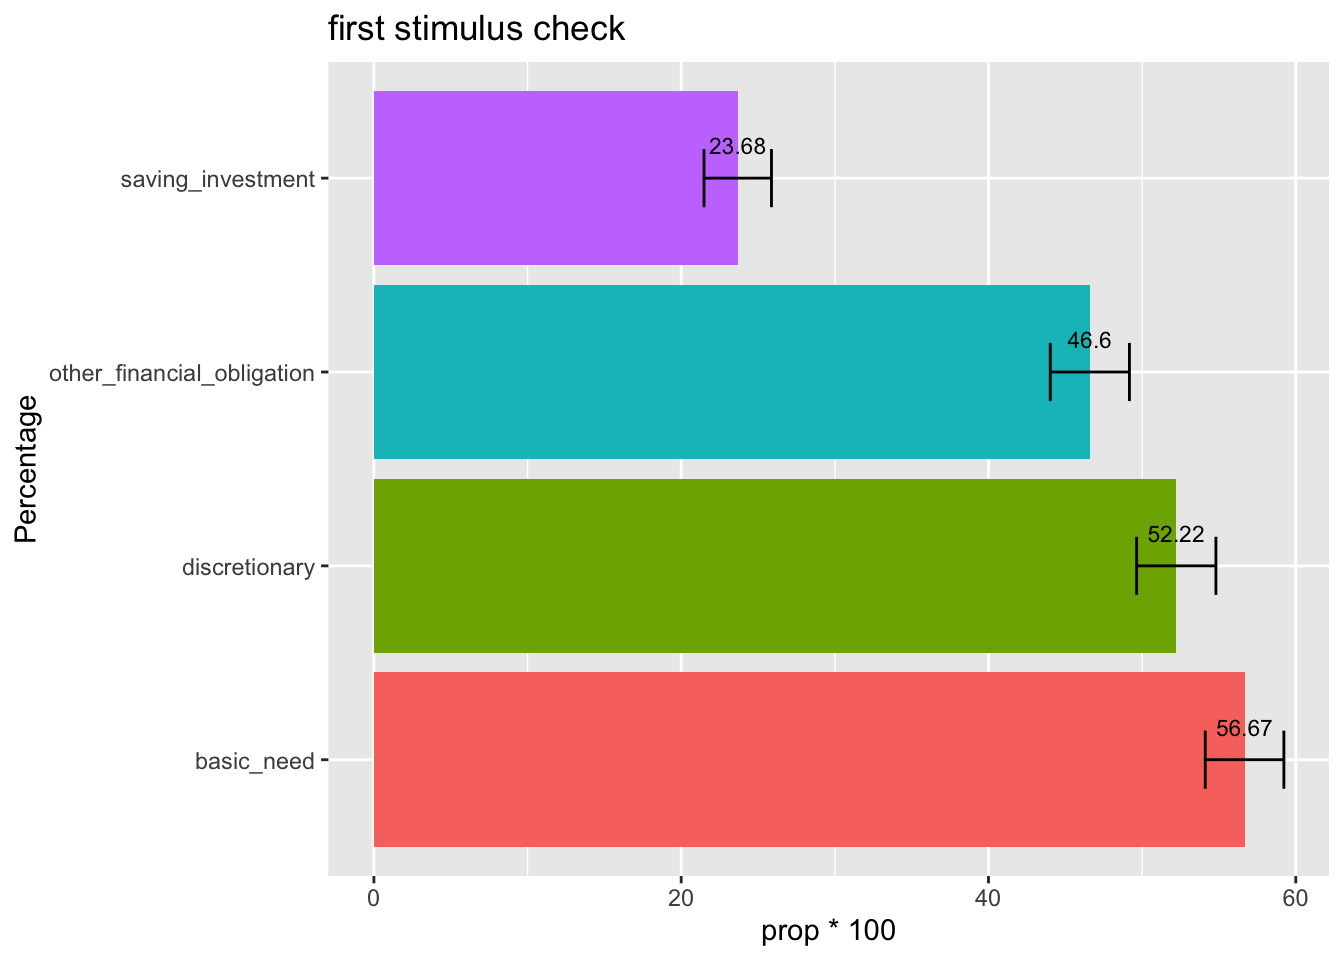 first stimulus check
Percentage
saving_investment
23.68
other_financial_obligation
46.6
discretionary
52.22
basic_need
56.67
0 20 40 60
prop * 100